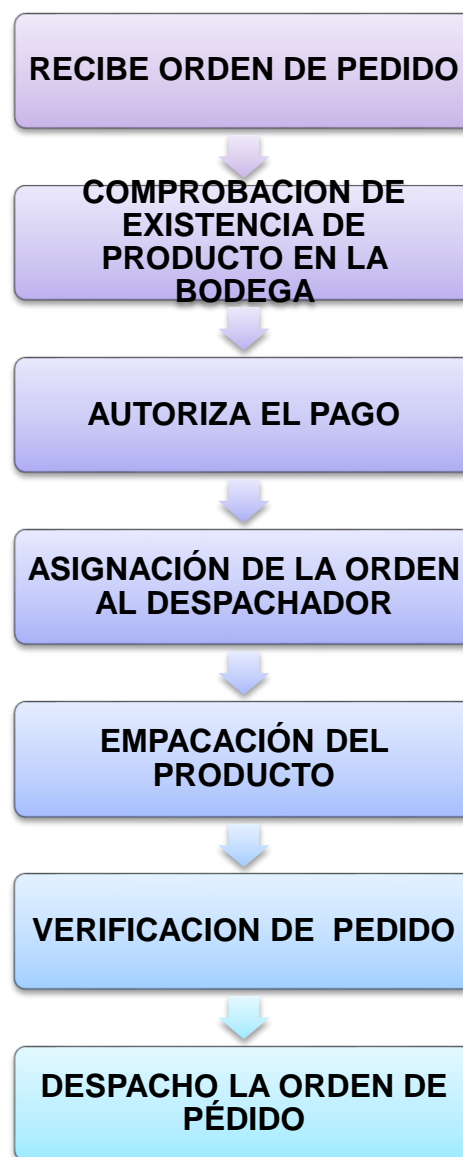 RECIBE ORDEN DE PEDIDO
COMPROBACION DE
EXISTENCIA DE
PRODUCTO EN LA
BODEGA
AUTORIZA EL PAGO
ASIGNACIÓN DE LA ORDEN
AL DESPACHADOR
EMPACACIÓN DEL
PRODUCTO
VERIFICACION DE  PEDIDO
DESPACHO LA ORDEN DE
PÉDIDO